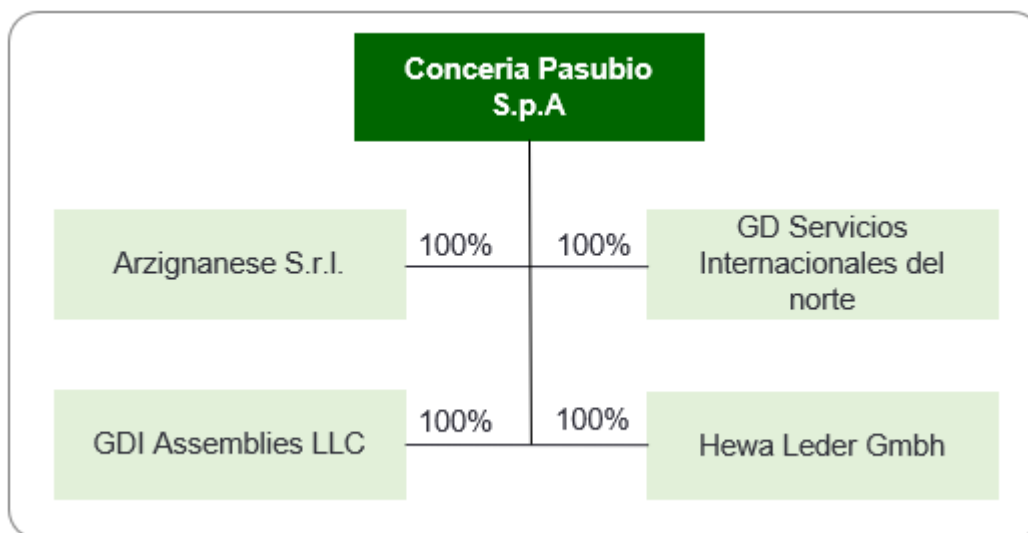 Conceria Pasubio
S.p.A
Arzignanese S.r.l.
100%
100%
GD Servicios
Internacionales del
norte
GDI Assemblies LLC
100%
100%
Hewa Leder Gmbh